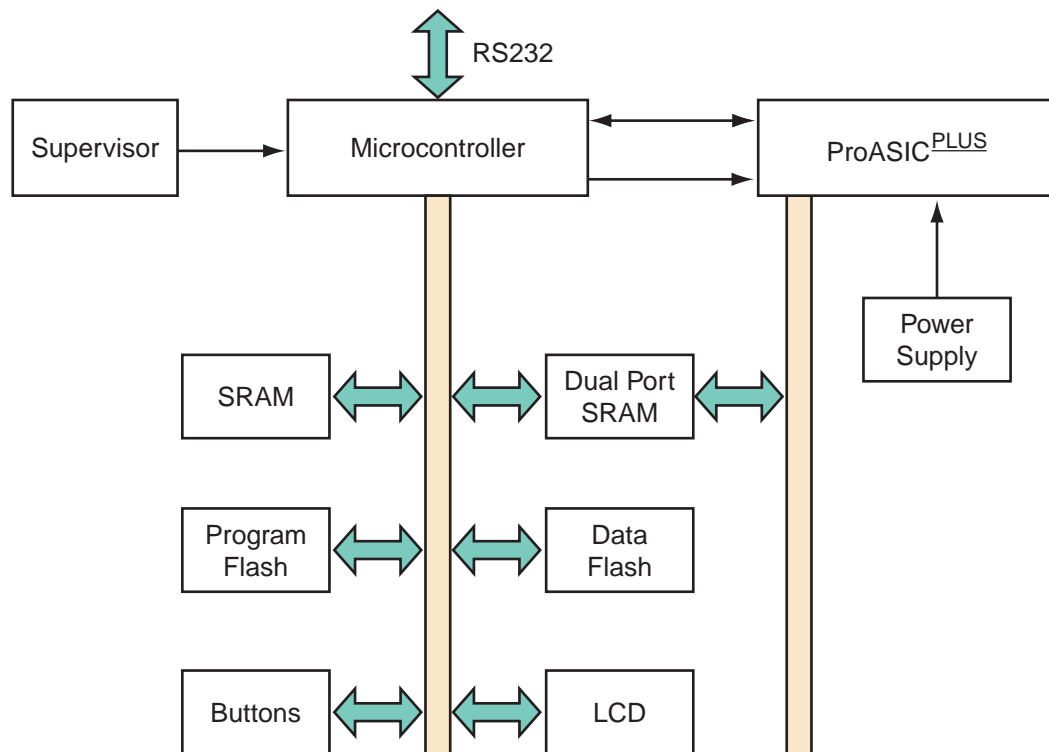 RS232
Supervisor
Microcontroller
ProASICPLUS
Power
Supply
SRAM
Dual Port
SRAM
Program
Flash
Data
Flash
Buttons
LCD